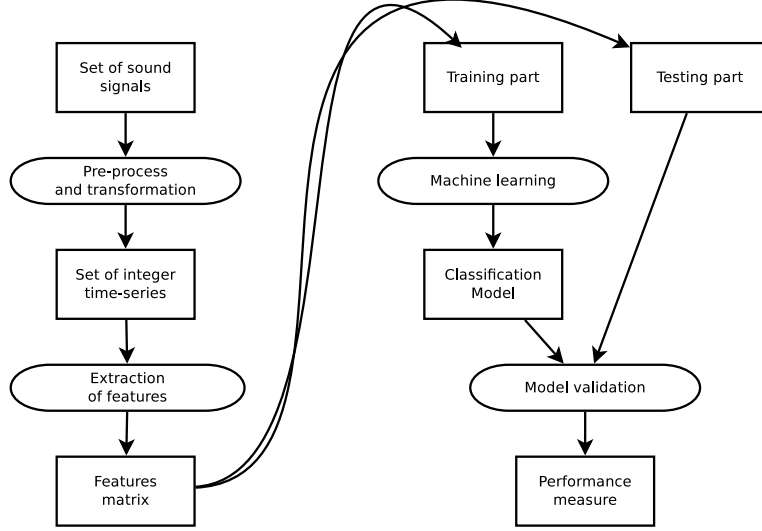 Set of sound
signals
Pre-process
and transformation
Set of integer
time-series
Extraction
of features
Features
matrix
Training part
Machine learning
Classification
Model
Testing part
Model validation
Performance
measure